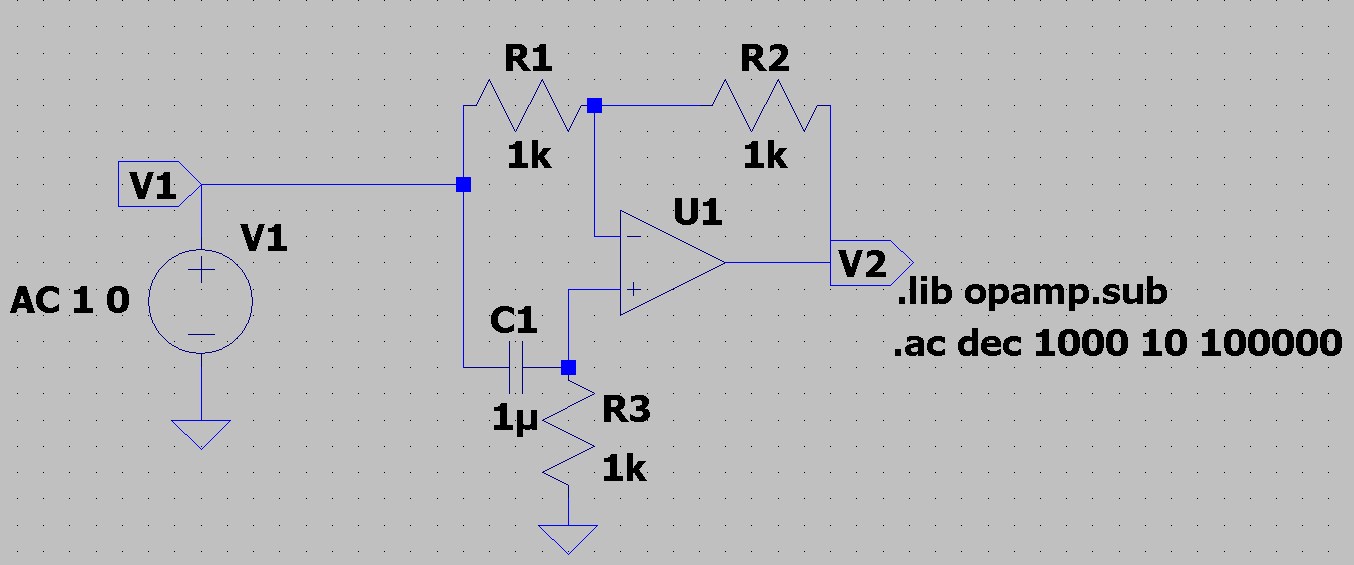 R1
R2
1k
1k
V1
V1
U1
V2
AC 1 0
.lib opamp.sub
C1
.ac dec 1000 10 100000
1µ
R3
1k